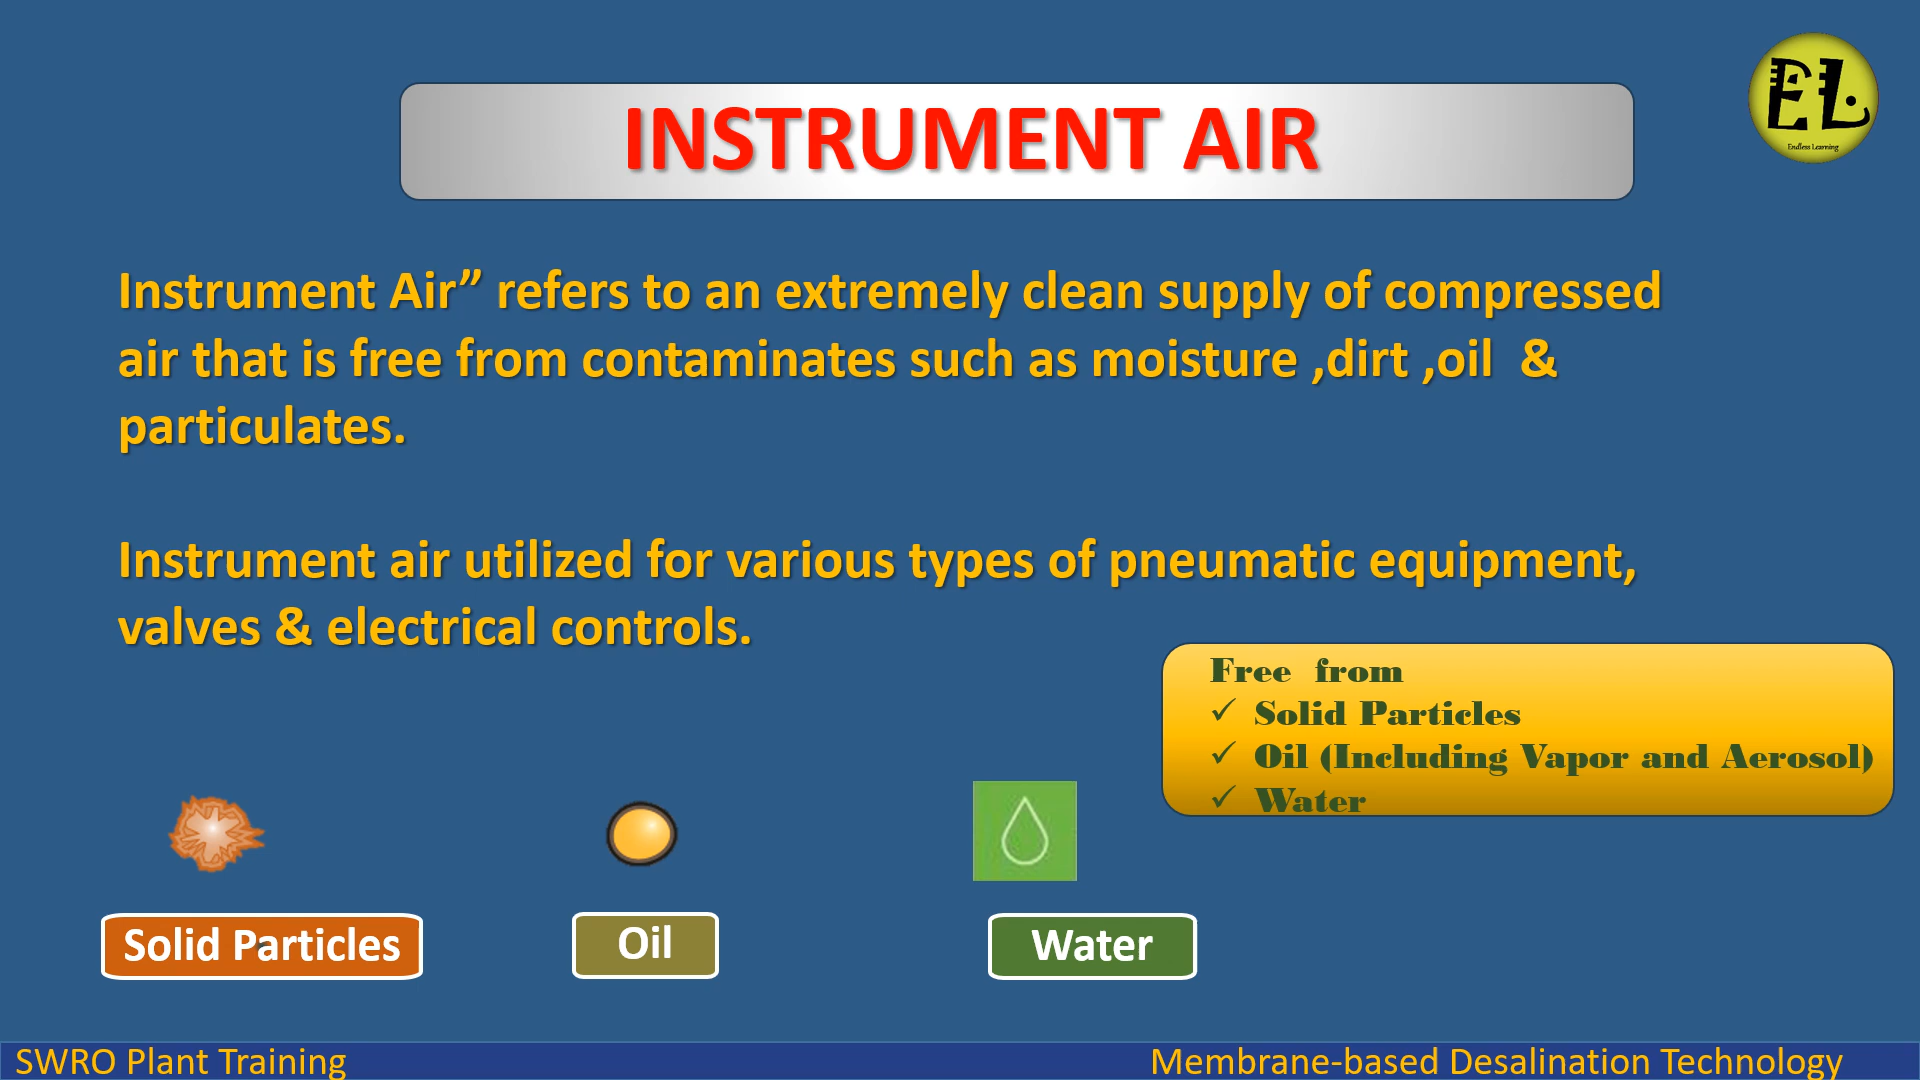 INSTRUMENT AIR
EL
Endless Learning
Instrument Air” refers to an extremely clean supply of compressed
air that is free from contaminates such as moisture ,dirt ,oil  &
particulates.
Instrument air utilized for various types of pneumatic equipment,
valves & electrical controls.
Free  from
✓ Solid Particles
✓ Oil (Including Vapor and Aerosol)
✓ Water
Solid Particles
Oil
Water
SWRO Plant Training
Membrane-based Desalination Technology